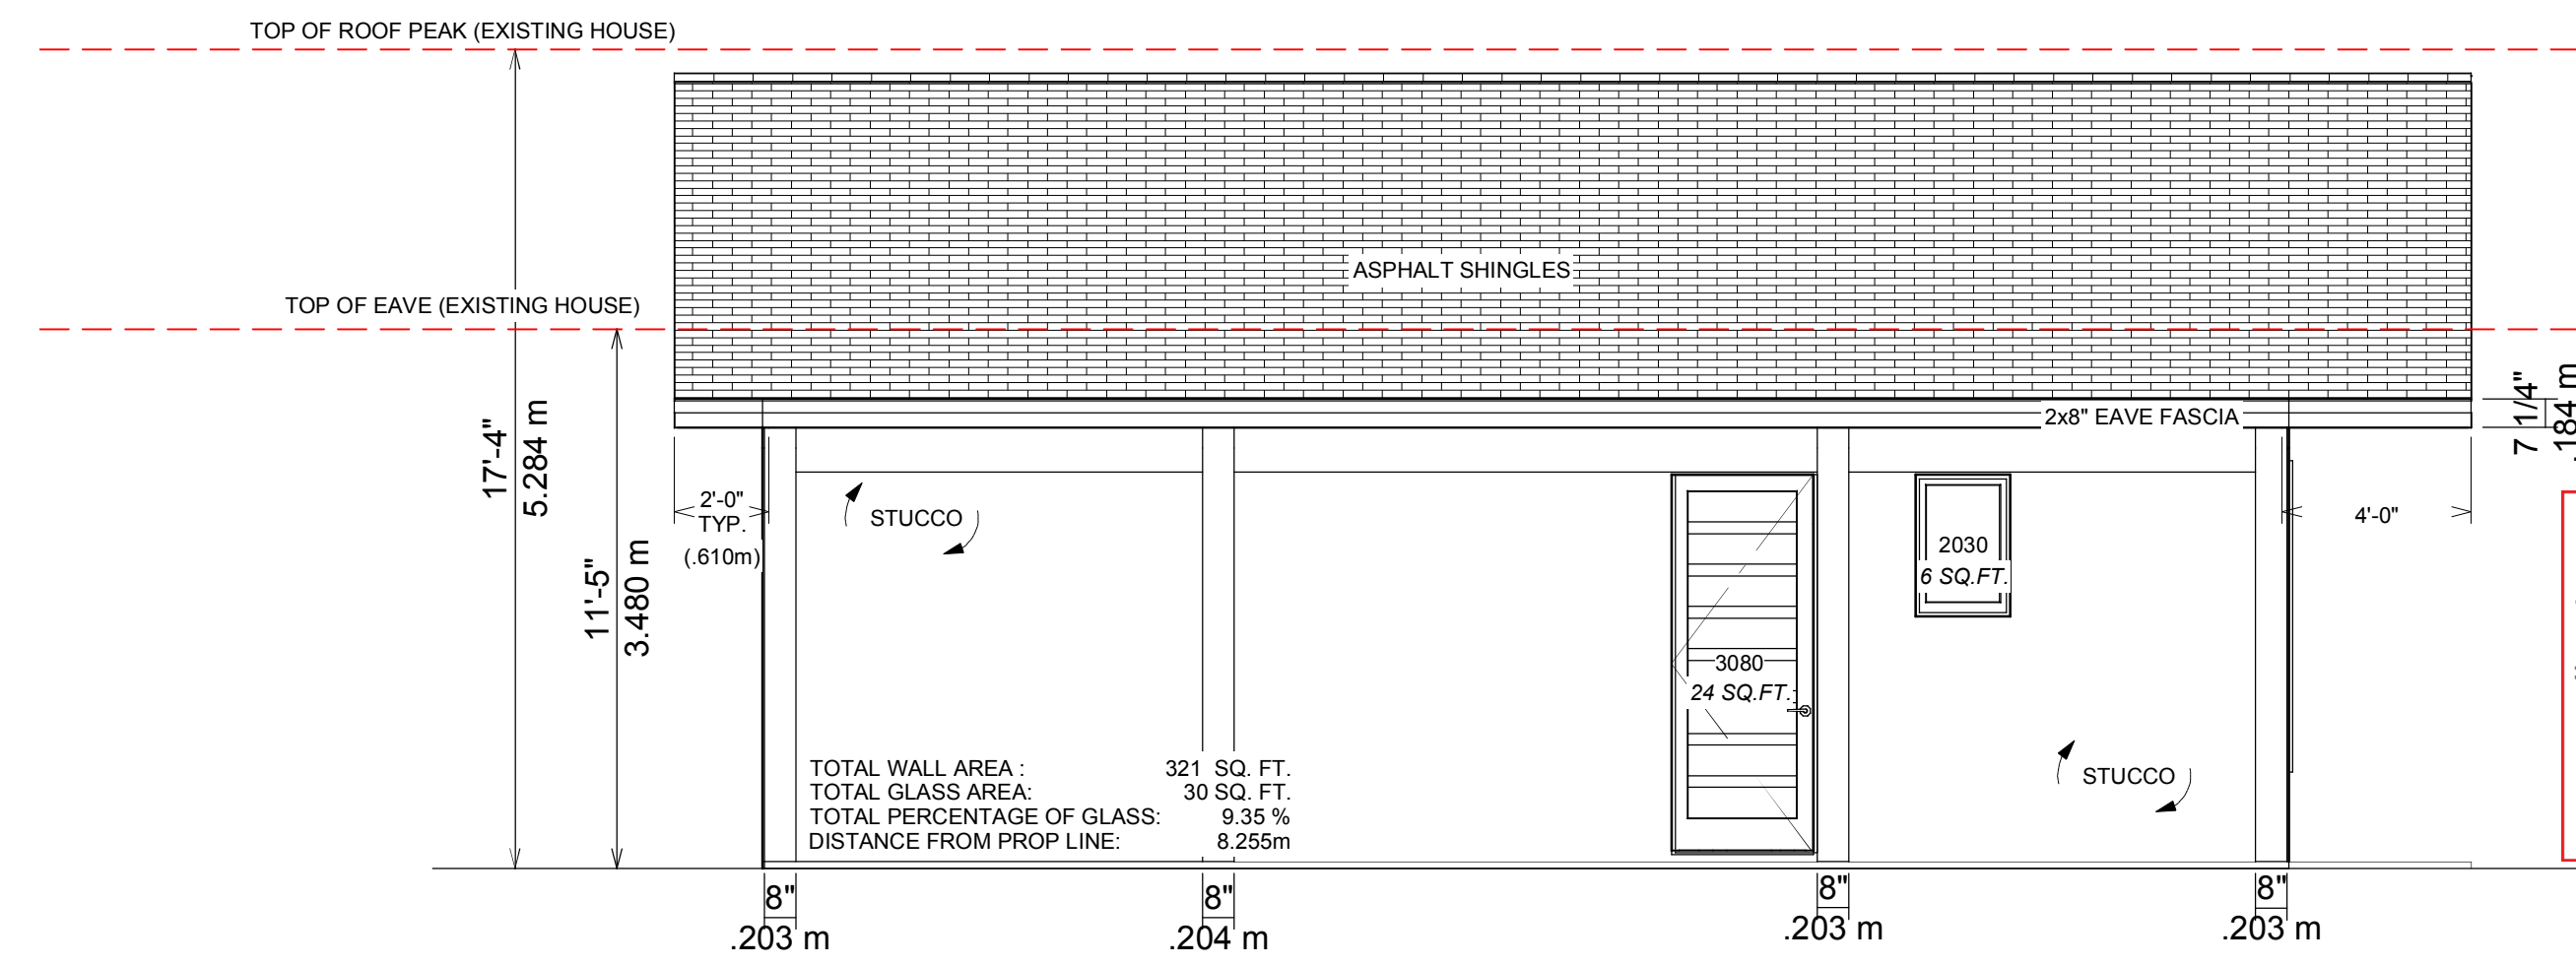 TOP OF ROOF PEAK (EXISTING HOUSE)
ASPHALT SHINGLES
TOP OF EAVE (EXISTING HOUSE)
17'-4"
5.284 m
11'-5"
3.480 m
2x8" EAVE FASCIA
7 1/4"
.184 m
2'-0"
TYP.
(.610m)
STUCCO
2030
6 SQ.FT.
4'-0"
3080
24 SQ.FT.
STUCCO
TOTAL WALL AREA : 321 SQ. FT.
TOTAL GLASS AREA: 30 SQ. FT.
TOTAL PERCENTAGE OF GLASS: 9.35 %
DISTANCE FROM PROP LINE: 8.255m
8" 8" 8" 8"
.203 m .204 m .203 m .203 m